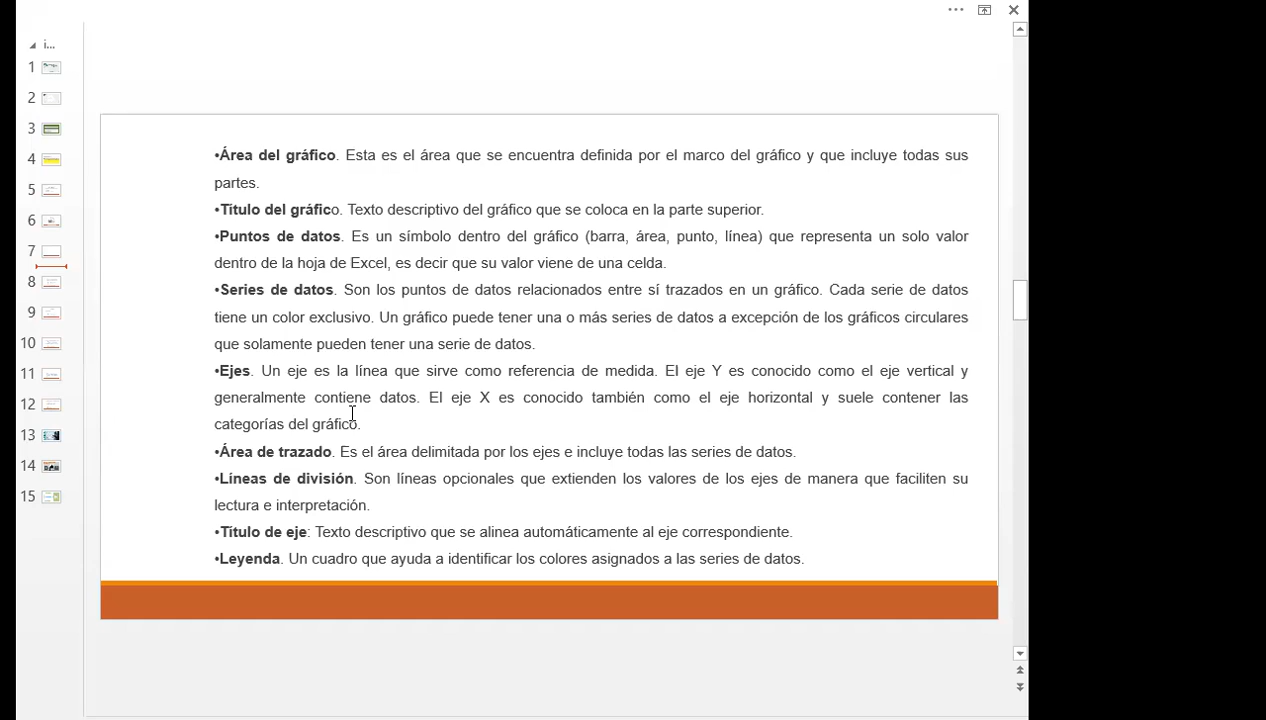 i...
1
2
3
4
5
6
7
8
9
10
11
12
13
14
15
•Área del gráfico. Esta es el área que se encuentra definida por el marco del gráfico y que incluye todas sus
partes.
•Título del gráfico. Texto descriptivo del gráfico que se coloca en la parte superior.
•Puntos de datos. Es un símbolo dentro del gráfico (barra, área, punto, línea) que representa un solo valor
dentro de la hoja de Excel, es decir que su valor viene de una celda.
•Series de datos. Son los puntos de datos relacionados entre sí trazados en un gráfico. Cada serie de datos
tiene un color exclusivo. Un gráfico puede tener una o más series de datos a excepción de los gráficos circulares
que solamente pueden tener una serie de datos.
•Ejes. Un eje es la línea que sirve como referencia de medida. El eje Y es conocido como el eje vertical y
generalmente contiene datos. El eje X es conocido también como el eje horizontal y suele contener las
categorías del gráfico.
•Área de trazado. Es el área delimitada por los ejes e incluye todas las series de datos.
•Líneas de división. Son líneas opcionales que extienden los valores de los ejes de manera que faciliten su
lectura e interpretación.
•Título de eje: Texto descriptivo que se alinea automáticamente al eje correspondiente.
•Leyenda. Un cuadro que ayuda a identificar los colores asignados a las series de datos.